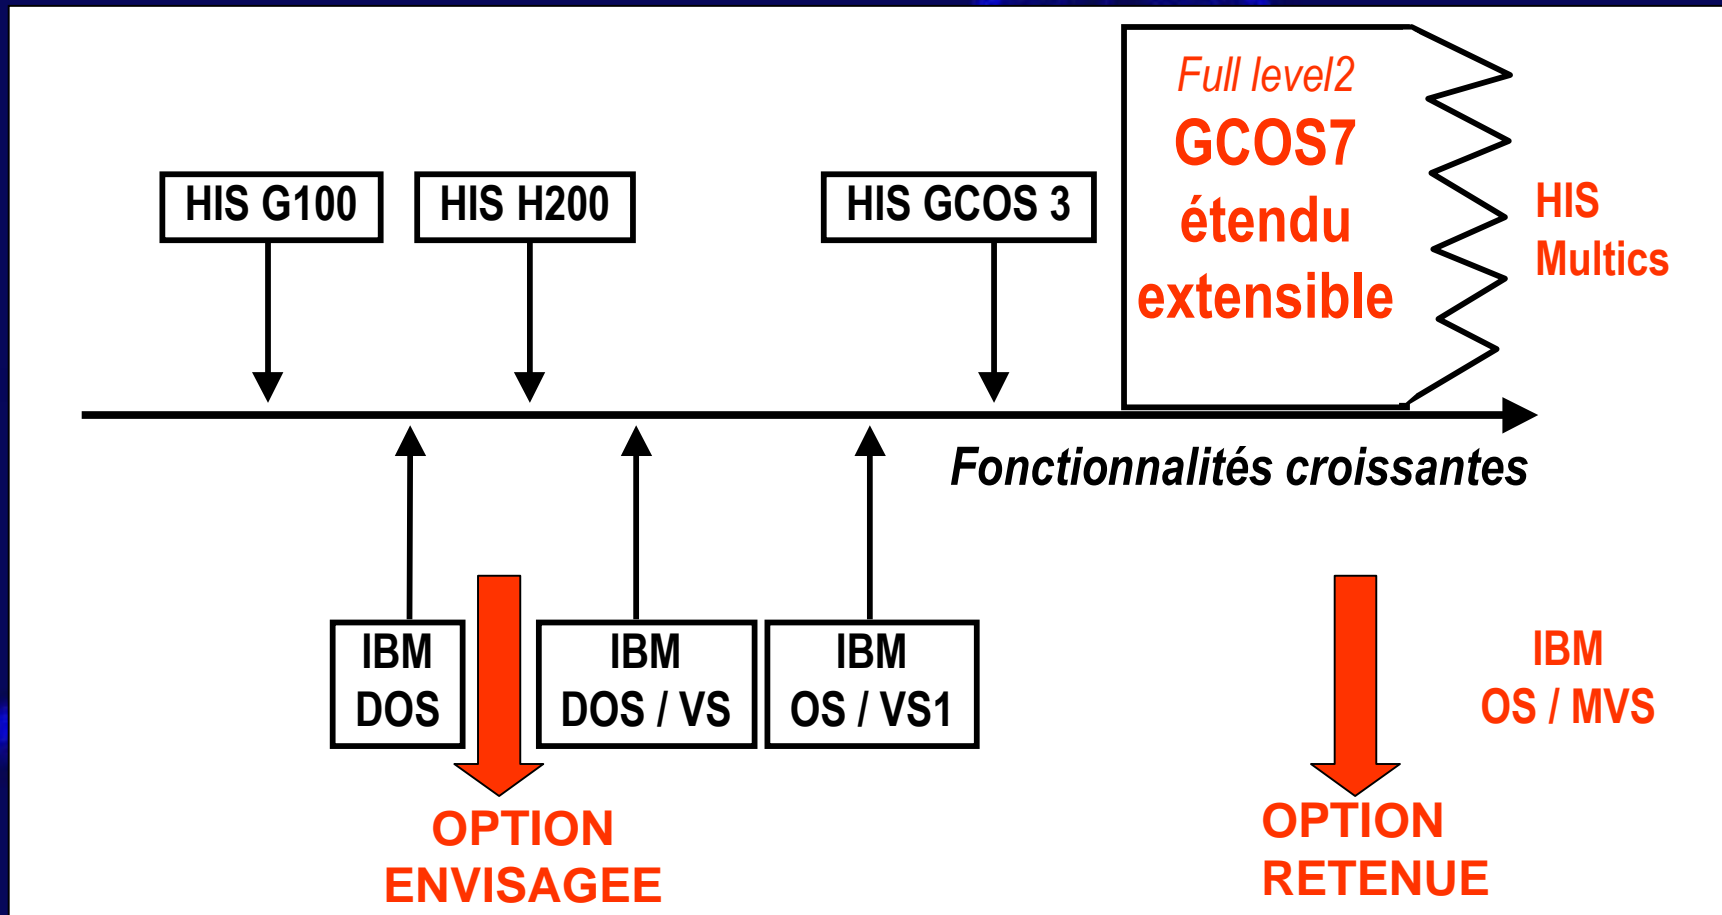 Full level2
GCOS7
étendu
extensible
HIS G100
HIS H200
HIS GCOS 3
HIS
Multics
Fonctionnalités croissantes
IBM
DOS
IBM
DOS / VS
IBM
OS / VS1
IBM
OS / MVS
OPTION
ENVISAGEE
OPTION
RETENUE